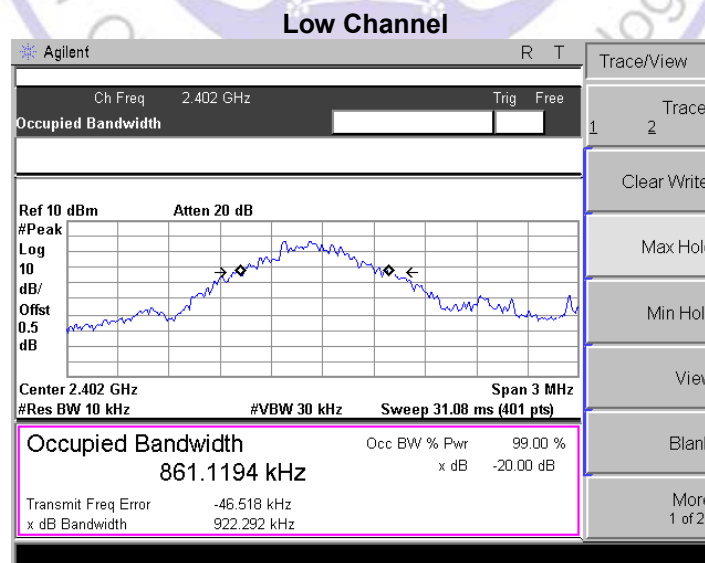 Low Channel
Agilent R T
Trace/View
Ch Freq 2.402 GHz Trig Free
Occupied Bandwidth
Trace
1 2
Clear Write
Ref 10 dBm Atten 20 dB
#Peak
Log
10
dB/
Offst
0.5
dB
Max Hol
Min Hol
Center 2.402 GHz Span 3 MHz
#Res BW 10 kHz #VBW 30 kHz Sweep 31.08 ms (401 pts)
View
Occupied Bandwidth Occ BW % Pwr 99.00 %
861.1194 kHz x dB -20.00 dB
Blan
Transmit Freq Error -46.518 kHz
x dB Bandwidth 922.292 kHz
More
1 of 2